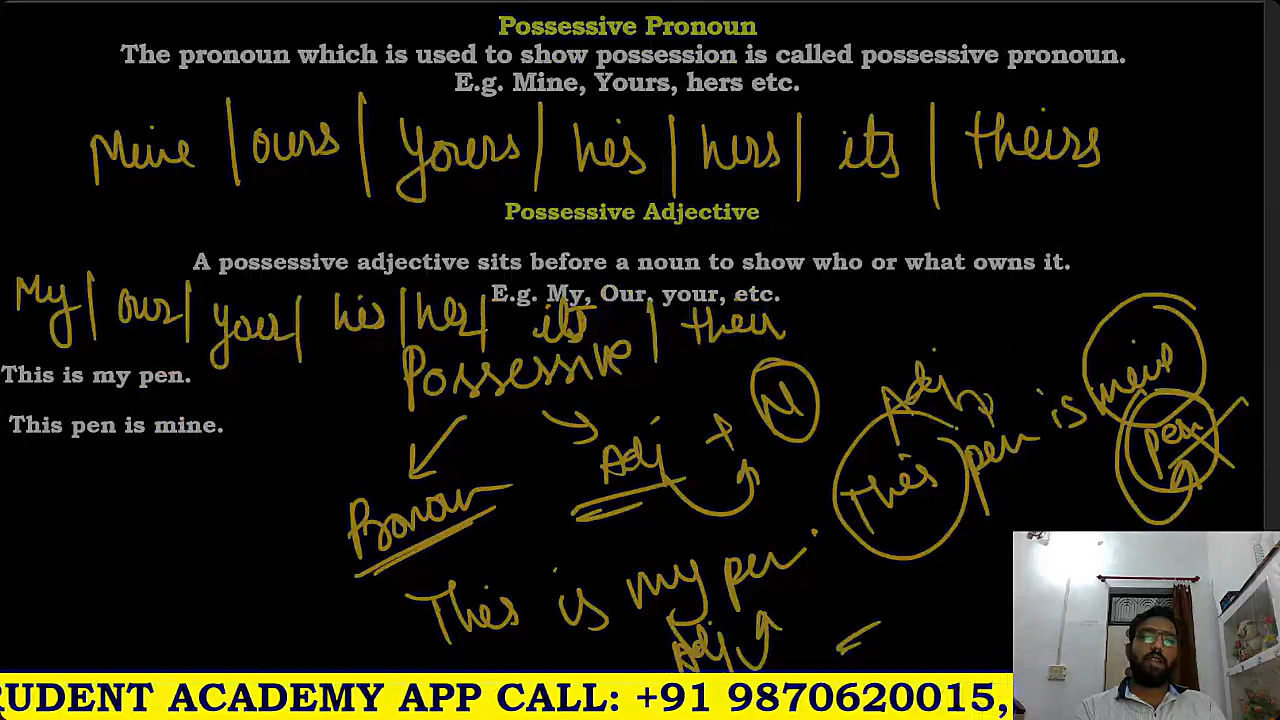 Possessive Pronoun
The pronoun which is used to show possession is called possessive pronoun.
E.g. Mine, Yours, hers etc.
Mine | ours | yours | his | hers | its | theirs
Possessive Adjective
A possessive adjective sits before a noun to show who or what owns it.
E.g. My, Our, your, etc.
My | our | your | his | her | its | their
This is my pen.
This pen is mine.
Possessive
Adj + N
Adj
This pen is mine
pen
This is my pen.
Adj
RUDENT ACADEMY APP CALL: +91 9870620015,